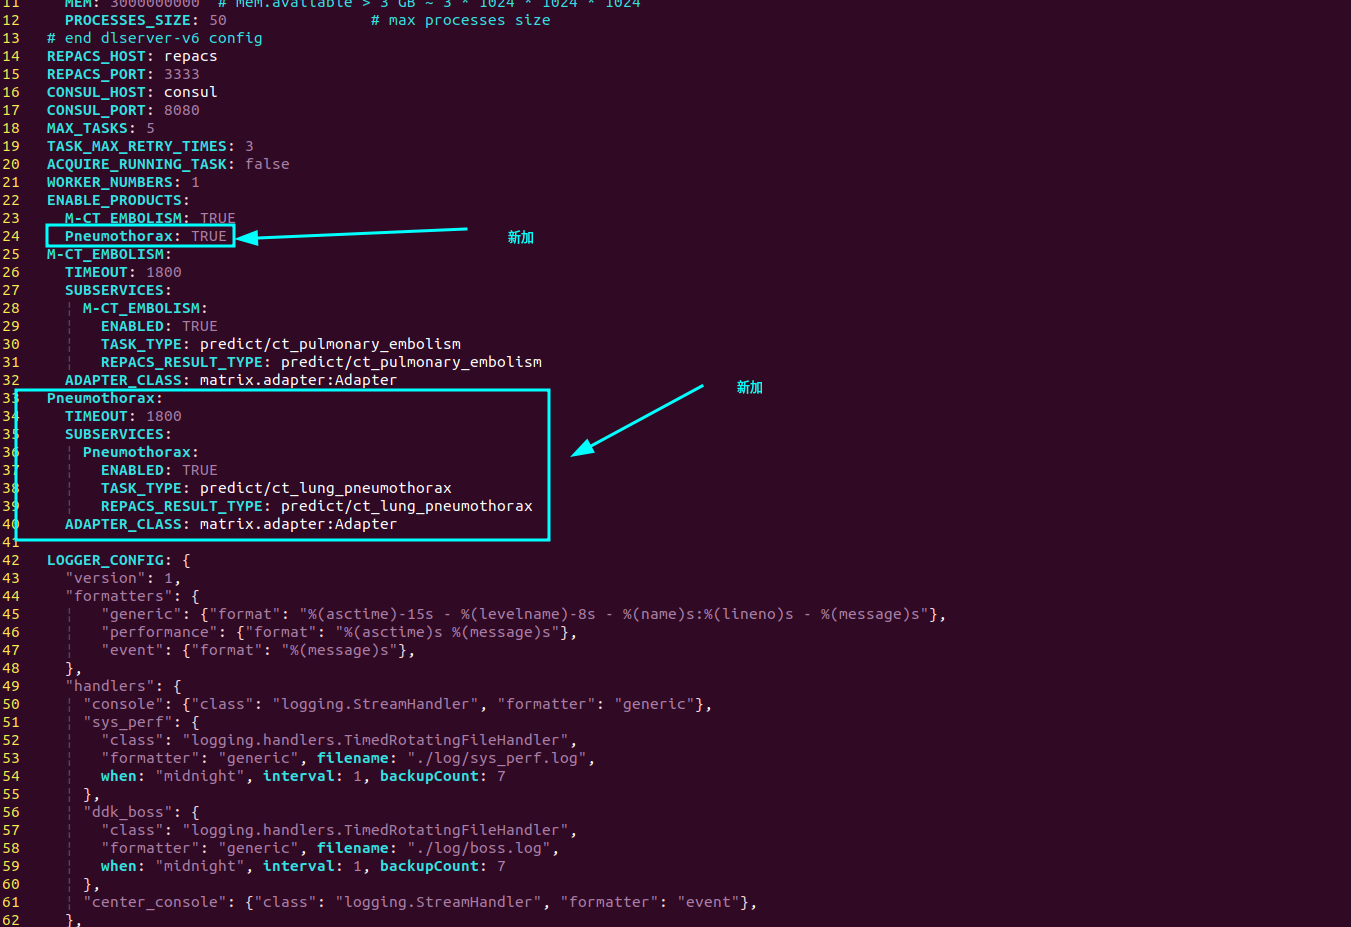 11     MEM: 3000000000  # mem.available > 3 GB ~ 3 * 1024 * 1024 * 1024
12     PROCESSES_SIZE: 50                # max processes size
13   # end dlserver-v6 config
14   REPACS_HOST: repacs
15   REPACS_PORT: 3333
16   CONSUL_HOST: consul
17   CONSUL_PORT: 8080
18   MAX_TASKS: 5
19   TASK_MAX_RETRY_TIMES: 3
20   ACQUIRE_RUNNING_TASK: false
21   WORKER_NUMBERS: 1
22   ENABLE_PRODUCTS:
23     M-CT_EMBOLISM: TRUE
24     Pneumothorax: TRUE 新加
25   M-CT_EMBOLISM:
26     TIMEOUT: 1800
27     SUBSERVICES:
28     ¦ M-CT_EMBOLISM:
29     ¦   ENABLED: TRUE
30     ¦   TASK_TYPE: predict/ct_pulmonary_embolism
31     ¦   REPACS_RESULT_TYPE: predict/ct_pulmonary_embolism
32     ADAPTER_CLASS: matrix.adapter:Adapter
新加
33   Pneumothorax:
34     TIMEOUT: 1800
35     SUBSERVICES:
36     ¦ Pneumothorax:
37     ¦   ENABLED: TRUE
38     ¦   TASK_TYPE: predict/ct_lung_pneumothorax
39     ¦   REPACS_RESULT_TYPE: predict/ct_lung_pneumothorax
40     ADAPTER_CLASS: matrix.adapter:Adapter
41
42   LOGGER_CONFIG: {
43     "version": 1,
44     "formatters": {
45     ¦   "generic": {"format": "%(asctime)-15s - %(levelname)-8s - %(name)s:%(lineno)s - %(message)s"},
46     ¦   "performance": {"format": "%(asctime)s %(message)s"},
47     ¦   "event": {"format": "%(message)s"},
48     },
49     "handlers": {
50     ¦ "console": {"class": "logging.StreamHandler", "formatter": "generic"},
51     ¦ "sys_perf": {
52     ¦   "class": "logging.handlers.TimedRotatingFileHandler",
53     ¦   "formatter": "generic", filename: "./log/sys_perf.log",
54     ¦   when: "midnight", interval: 1, backupCount: 7
55     ¦ },
56     ¦ "ddk_boss": {
57     ¦   "class": "logging.handlers.TimedRotatingFileHandler",
58     ¦   "formatter": "generic", filename: "./log/boss.log",
59     ¦   when: "midnight", interval: 1, backupCount: 7
60     ¦ },
61     ¦ "center_console": {"class": "logging.StreamHandler", "formatter": "event"},
62     },